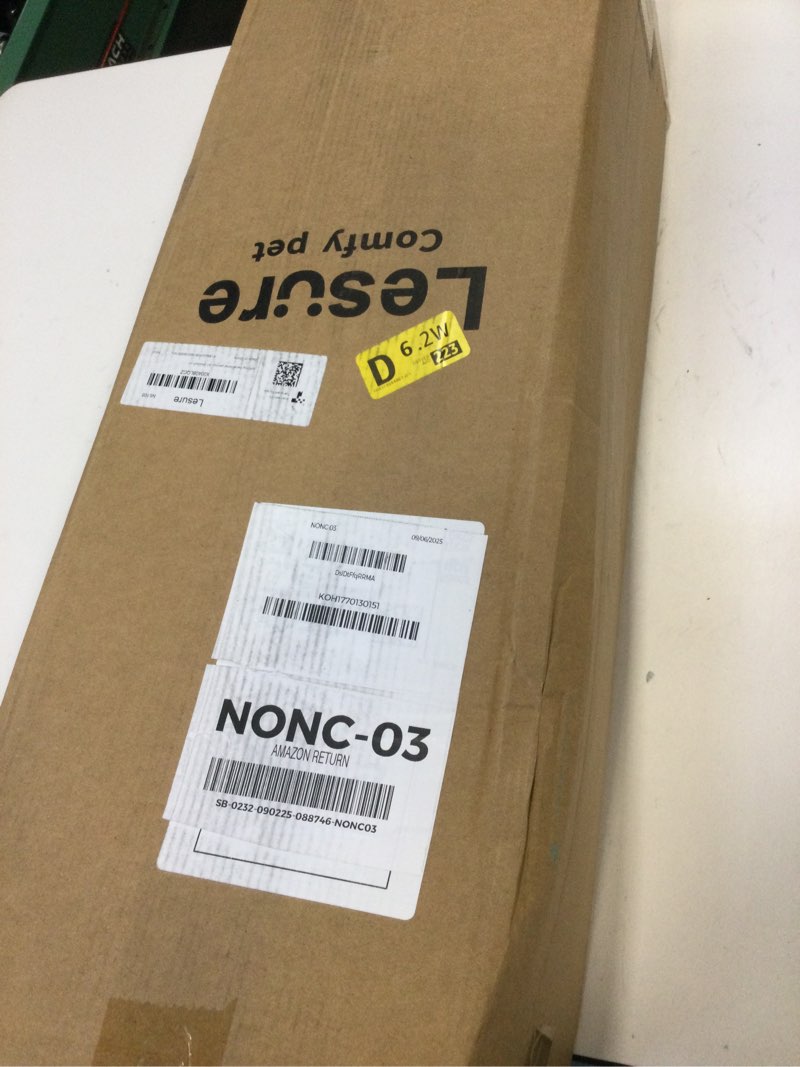 Lesure
Comfy pet
D 6.2W
223
Lesure
NONC-03
09/06/2025
KOH1770130151
NONC-03
AMAZON RETURN
SB-0232-090225-088746-NONC03